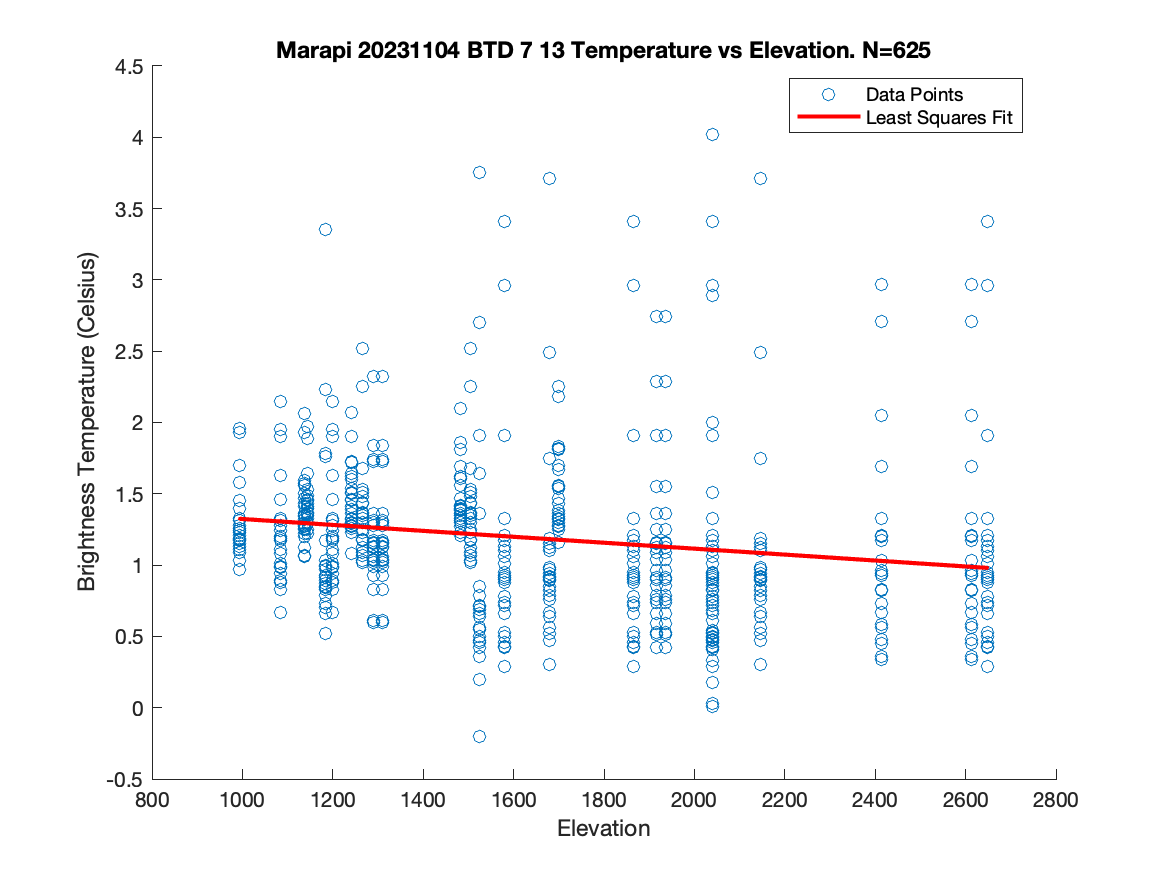 Marapi 20231104 BTD 7 13 Temperature vs Elevation. N=625
Data Points
Least Squares Fit
4.5
4
3.5
3
2.5
2
1.5
1
0.5
0
-0.5
Brightness Temperature (Celsius)
800 1000 1200 1400 1600 1800 2000 2200 2400 2600 2800
Elevation